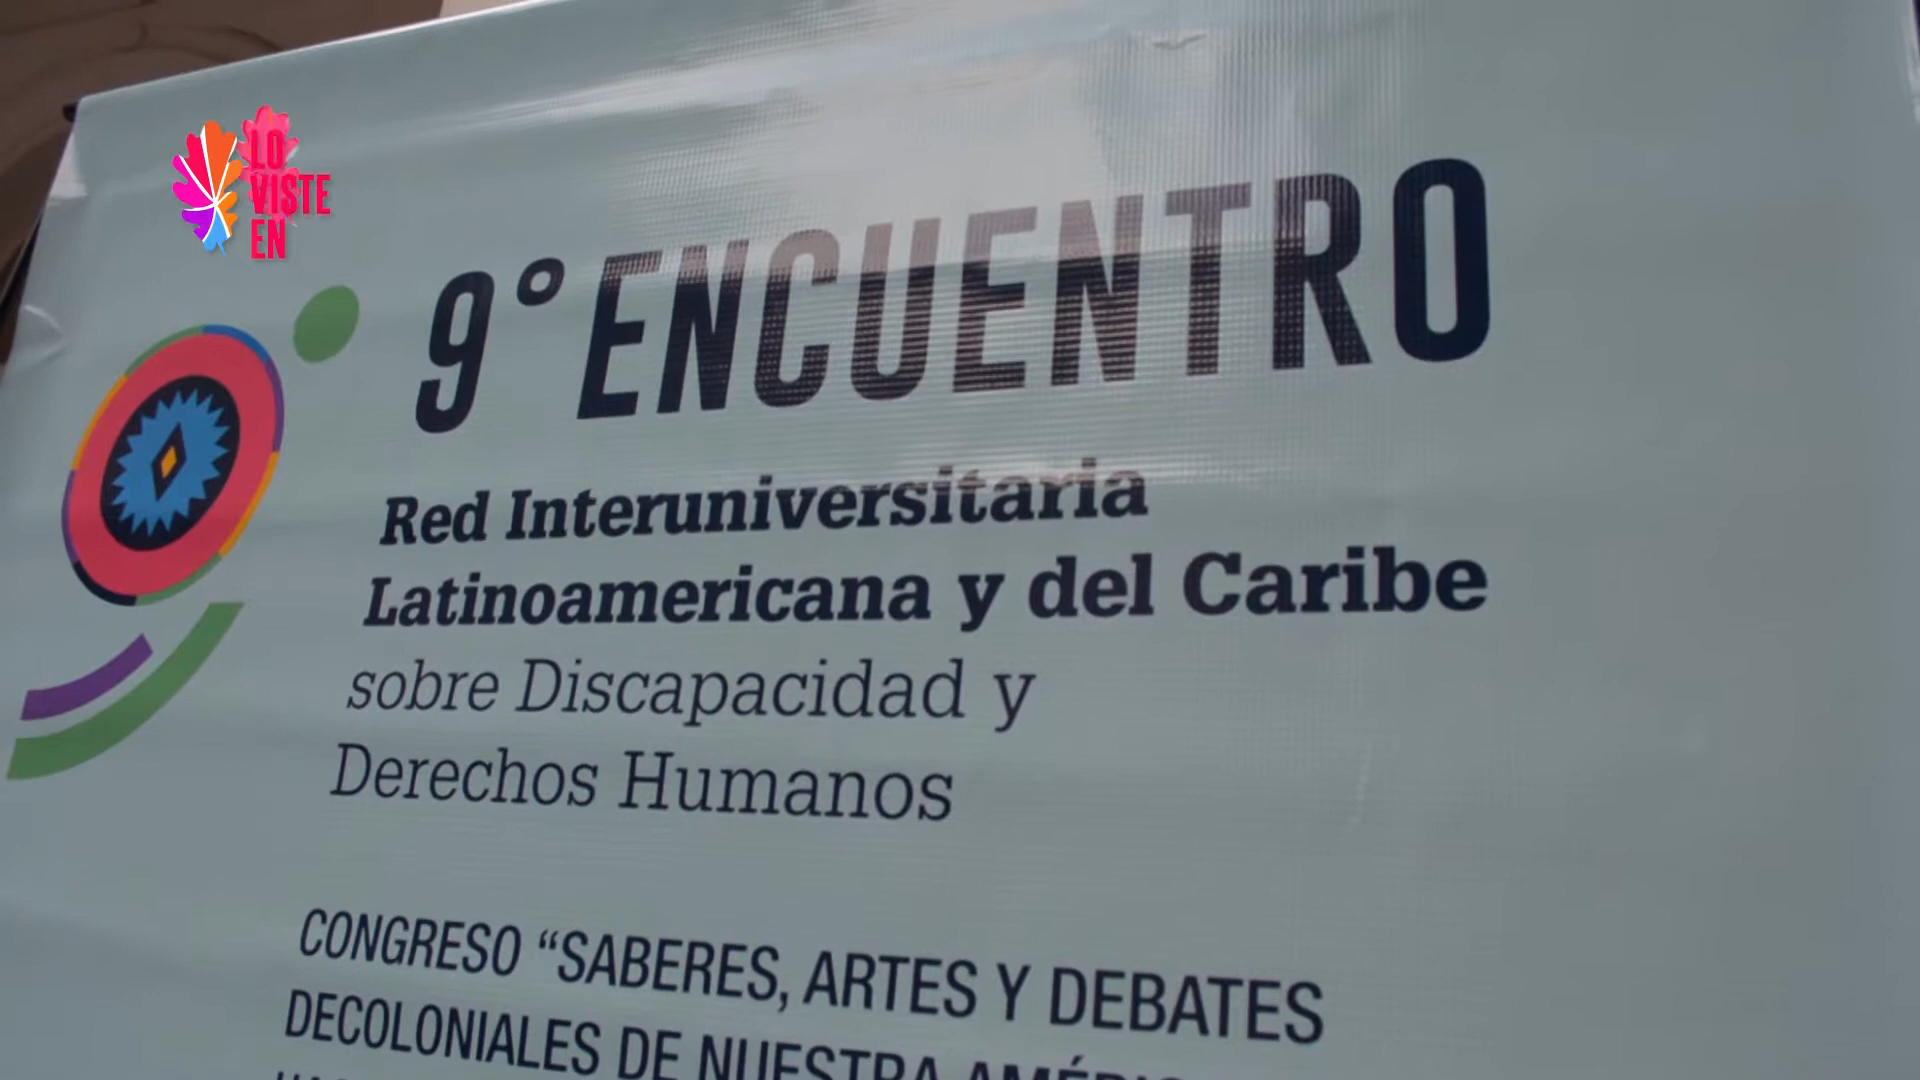 LO
VISTE
EN
9° ENCUENTRO
Red Interuniversitaria
Latinoamericana y del Caribe
sobre Discapacidad y
Derechos Humanos
CONGRESO “SABERES, ARTES Y DEBATES
DECOLONIALES DE NUESTRA